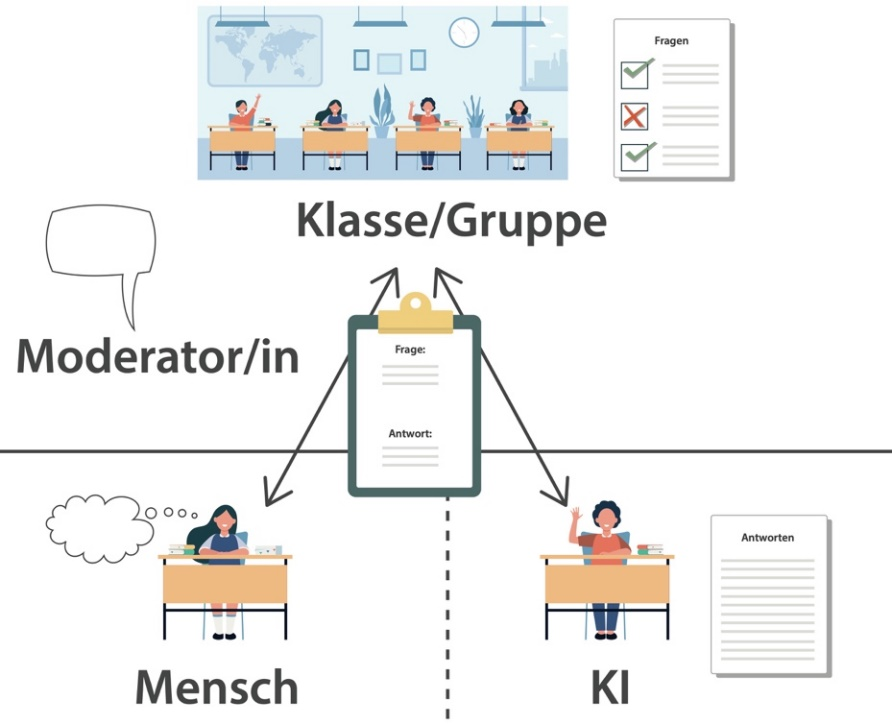 Fragen
Klasse/Gruppe
Moderator/in
Frage:
Antwort:
Antworten
Mensch
KI